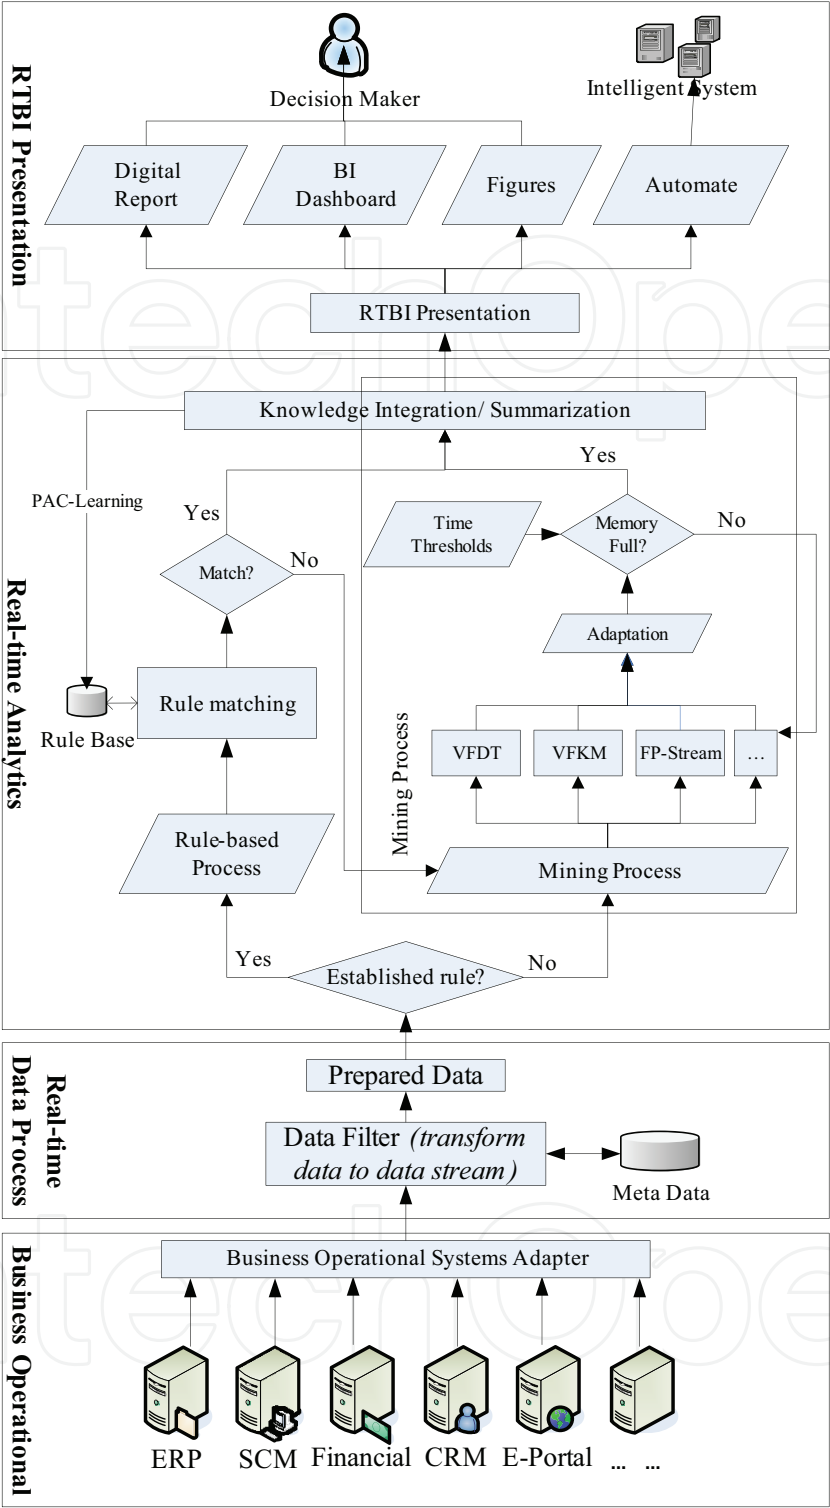 RTBI Presentation
Decision Maker
Intelligent System
Digital
Report
BI
Dashboard
Figures
Automate
RTBI Presentation
Real-time Analytics
Knowledge Integration/ Summarization
PAC-Learning
Yes
Yes
Time
Thresholds
Memory
Full?
No
Match?
No
Adaptation
Rule matching
Rule Base
Mining Process
VFDT
VFKM
FP-Stream
...
Rule-based
Process
Mining Process
Yes
Established rule?
No
Real-time
Data Process
Prepared Data
Data Filter (transform
data to data stream)
Meta Data
Business Operational
Business Operational Systems Adapter
ERP
SCM
Financial
CRM
E-Portal
... ...